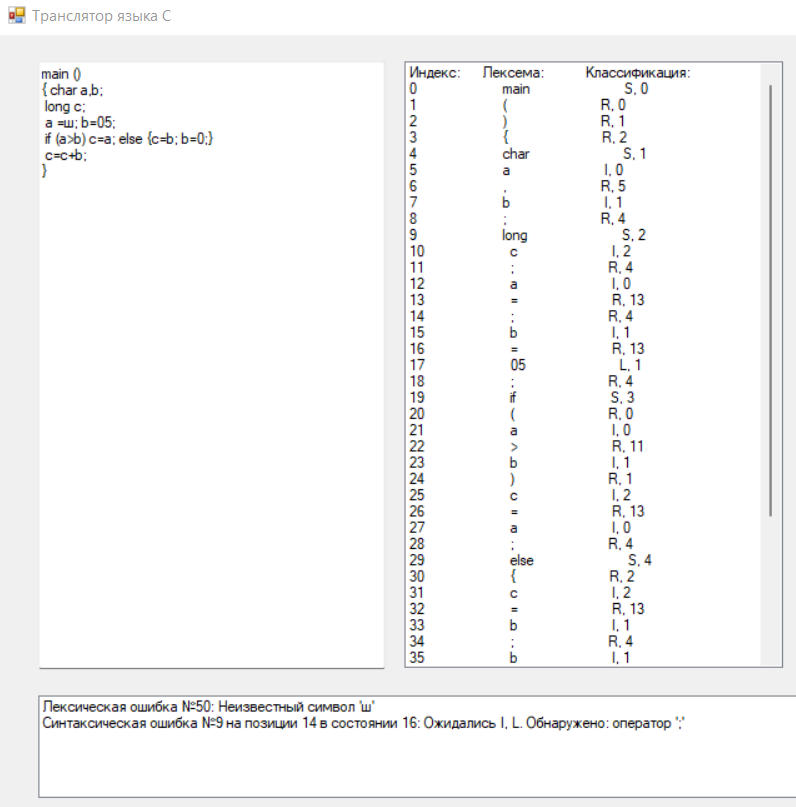 Транслятор языка C
main ()
{ char a,b;
long c;
a =ш; b=05;
if (a>b) c=a; else {c=b; b=0;}
c=c+b;
}
Индекс: Лексема: Классификация:
0 main S, 0
1 ( R, 0
2 ) R, 1
3 { R, 2
4 char S, 1
5 a I, 0
6 , R, 5
7 b I, 1
8 ; R, 4
9 long S, 2
10 c I, 2
11 ; R, 4
12 a I, 0
13 = R, 13
14 ; R, 4
15 b I, 1
16 = R, 13
17 05 L, 1
18 ; R, 4
19 if S, 3
20 ( R, 0
21 a I, 0
22 > R, 11
23 b I, 1
24 ) R, 1
25 c I, 2
26 = R, 13
27 a I, 0
28 ; R, 4
29 else S, 4
30 { R, 2
31 c I, 2
32 = R, 13
33 b I, 1
34 ; R, 4
35 b I, 1
Лексическая ошибка №50: Неизвестный символ 'ш'
Синтаксическая ошибка №9 на позиции 14 в состоянии 16: Ожидались I, L. Обнаружено: оператор ';'